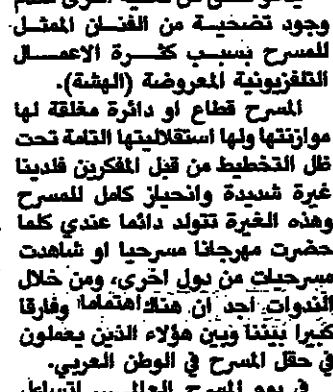 وجود تضحية من الفنان الممثل
للمسرح بسبب كثرة الاعمال
التلفزيونية المعروضة (الهشة).
المسرح قطاع او دائرة مغلقة لها
موازنتها ولها استقلاليتها التامة تحت
ظل التخطيط من قبل المفكرين فلدينا
غيرة شديدة وانحياز كامل للمسرح
وهذه الغيرة تتولد دائما عندي كلما
حضرت مهرجانا مسرحيا او شاهدت
مسرحيات من دول اخرى، ومن خلال
الندوات اجد ان هناك اهتماما وفارقا
كبيرا بيننا وبين هؤلاء الذين يعملون
في حقل المسرح في الوطن العربي.
في يوم المسرح